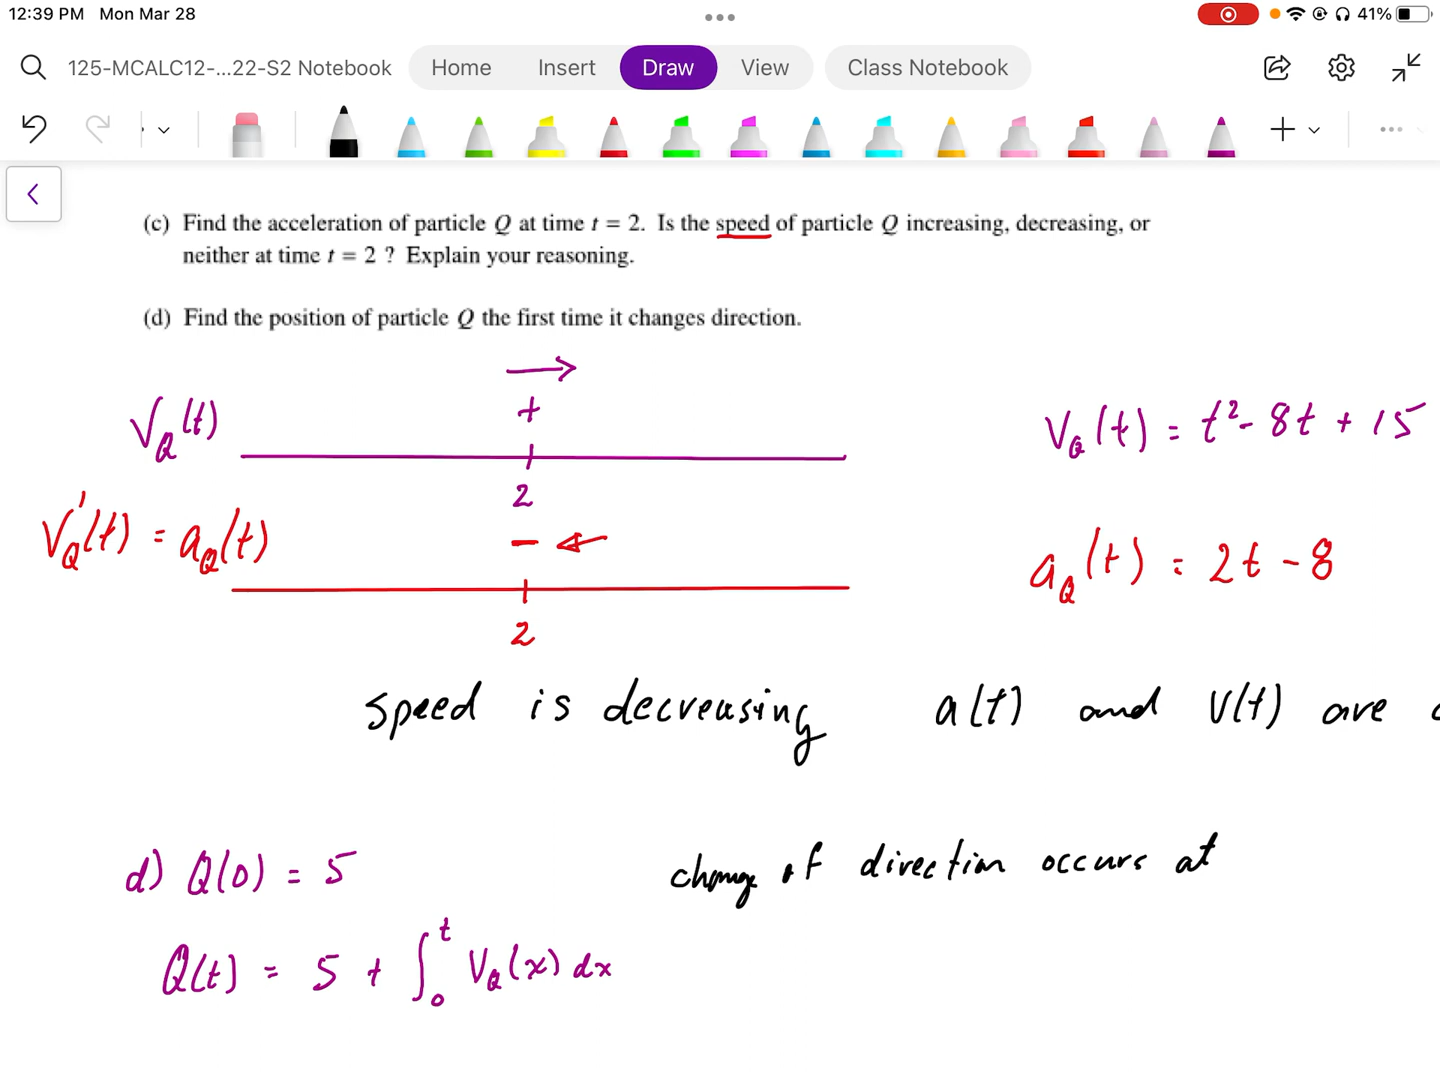 12:39 PM Mon Mar 28 41%
125-MCALC12-...22-S2 Notebook Home Insert Draw View Class Notebook
(c) Find the acceleration of particle Q at time t = 2. Is the speed of particle Q increasing, decreasing, or
neither at time t = 2 ? Explain your reasoning.
(d) Find the position of particle Q the first time it changes direction.
V_Q(t) + 2
V_Q(t) = t² - 8t + 15
V_Q'(t) = a_Q(t) - 2
a_Q(t) = 2t - 8
speed is decreasing a(t) and v(t) are
d) Q(0) = 5 change of direction occurs at
Q(t) = 5 + ∫₀ᵗ V_Q(x) dx